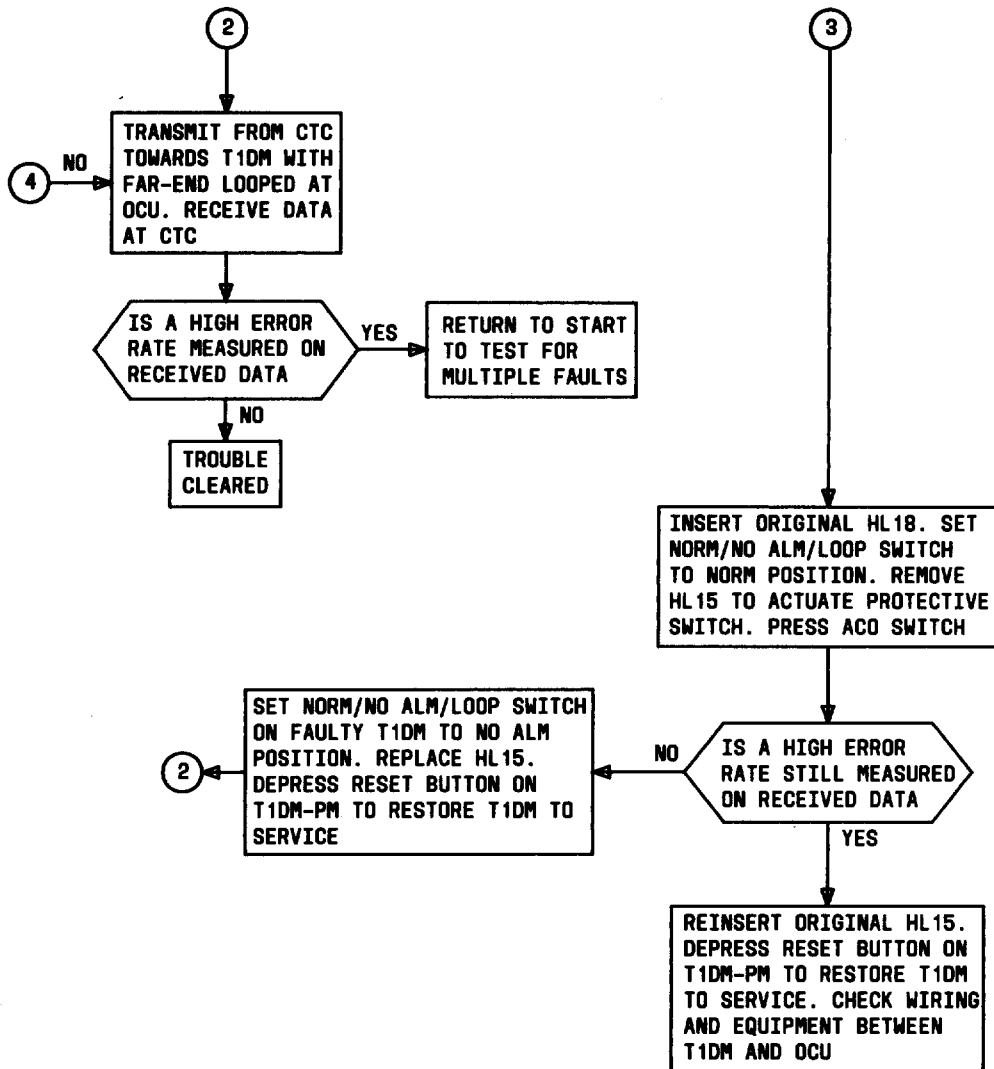 2
TRANSMIT FROM CTC
TOWARDS T1DM WITH
FAR-END LOOPED AT
OCU. RECEIVE DATA
AT CTC
4
NO
IS A HIGH ERROR
RATE MEASURED ON
RECEIVED DATA
YES
RETURN TO START
TO TEST FOR
MULTIPLE FAULTS
NO
TROUBLE
CLEARED
3
INSERT ORIGINAL HL18. SET
NORM/NO ALM/LOOP SWITCH
TO NORM POSITION. REMOVE
HL15 TO ACTUATE PROTECTIVE
SWITCH. PRESS ACO SWITCH
IS A HIGH ERROR
RATE STILL MEASURED
ON RECEIVED DATA
NO
SET NORM/NO ALM/LOOP SWITCH
ON FAULTY T1DM TO NO ALM
POSITION. REPLACE HL15.
DEPRESS RESET BUTTON ON
T1DM-PM TO RESTORE T1DM TO
SERVICE
2
YES
REINSERT ORIGINAL HL15.
DEPRESS RESET BUTTON ON
T1DM-PM TO RESTORE T1DM
TO SERVICE. CHECK WIRING
AND EQUIPMENT BETWEEN
T1DM AND OCU